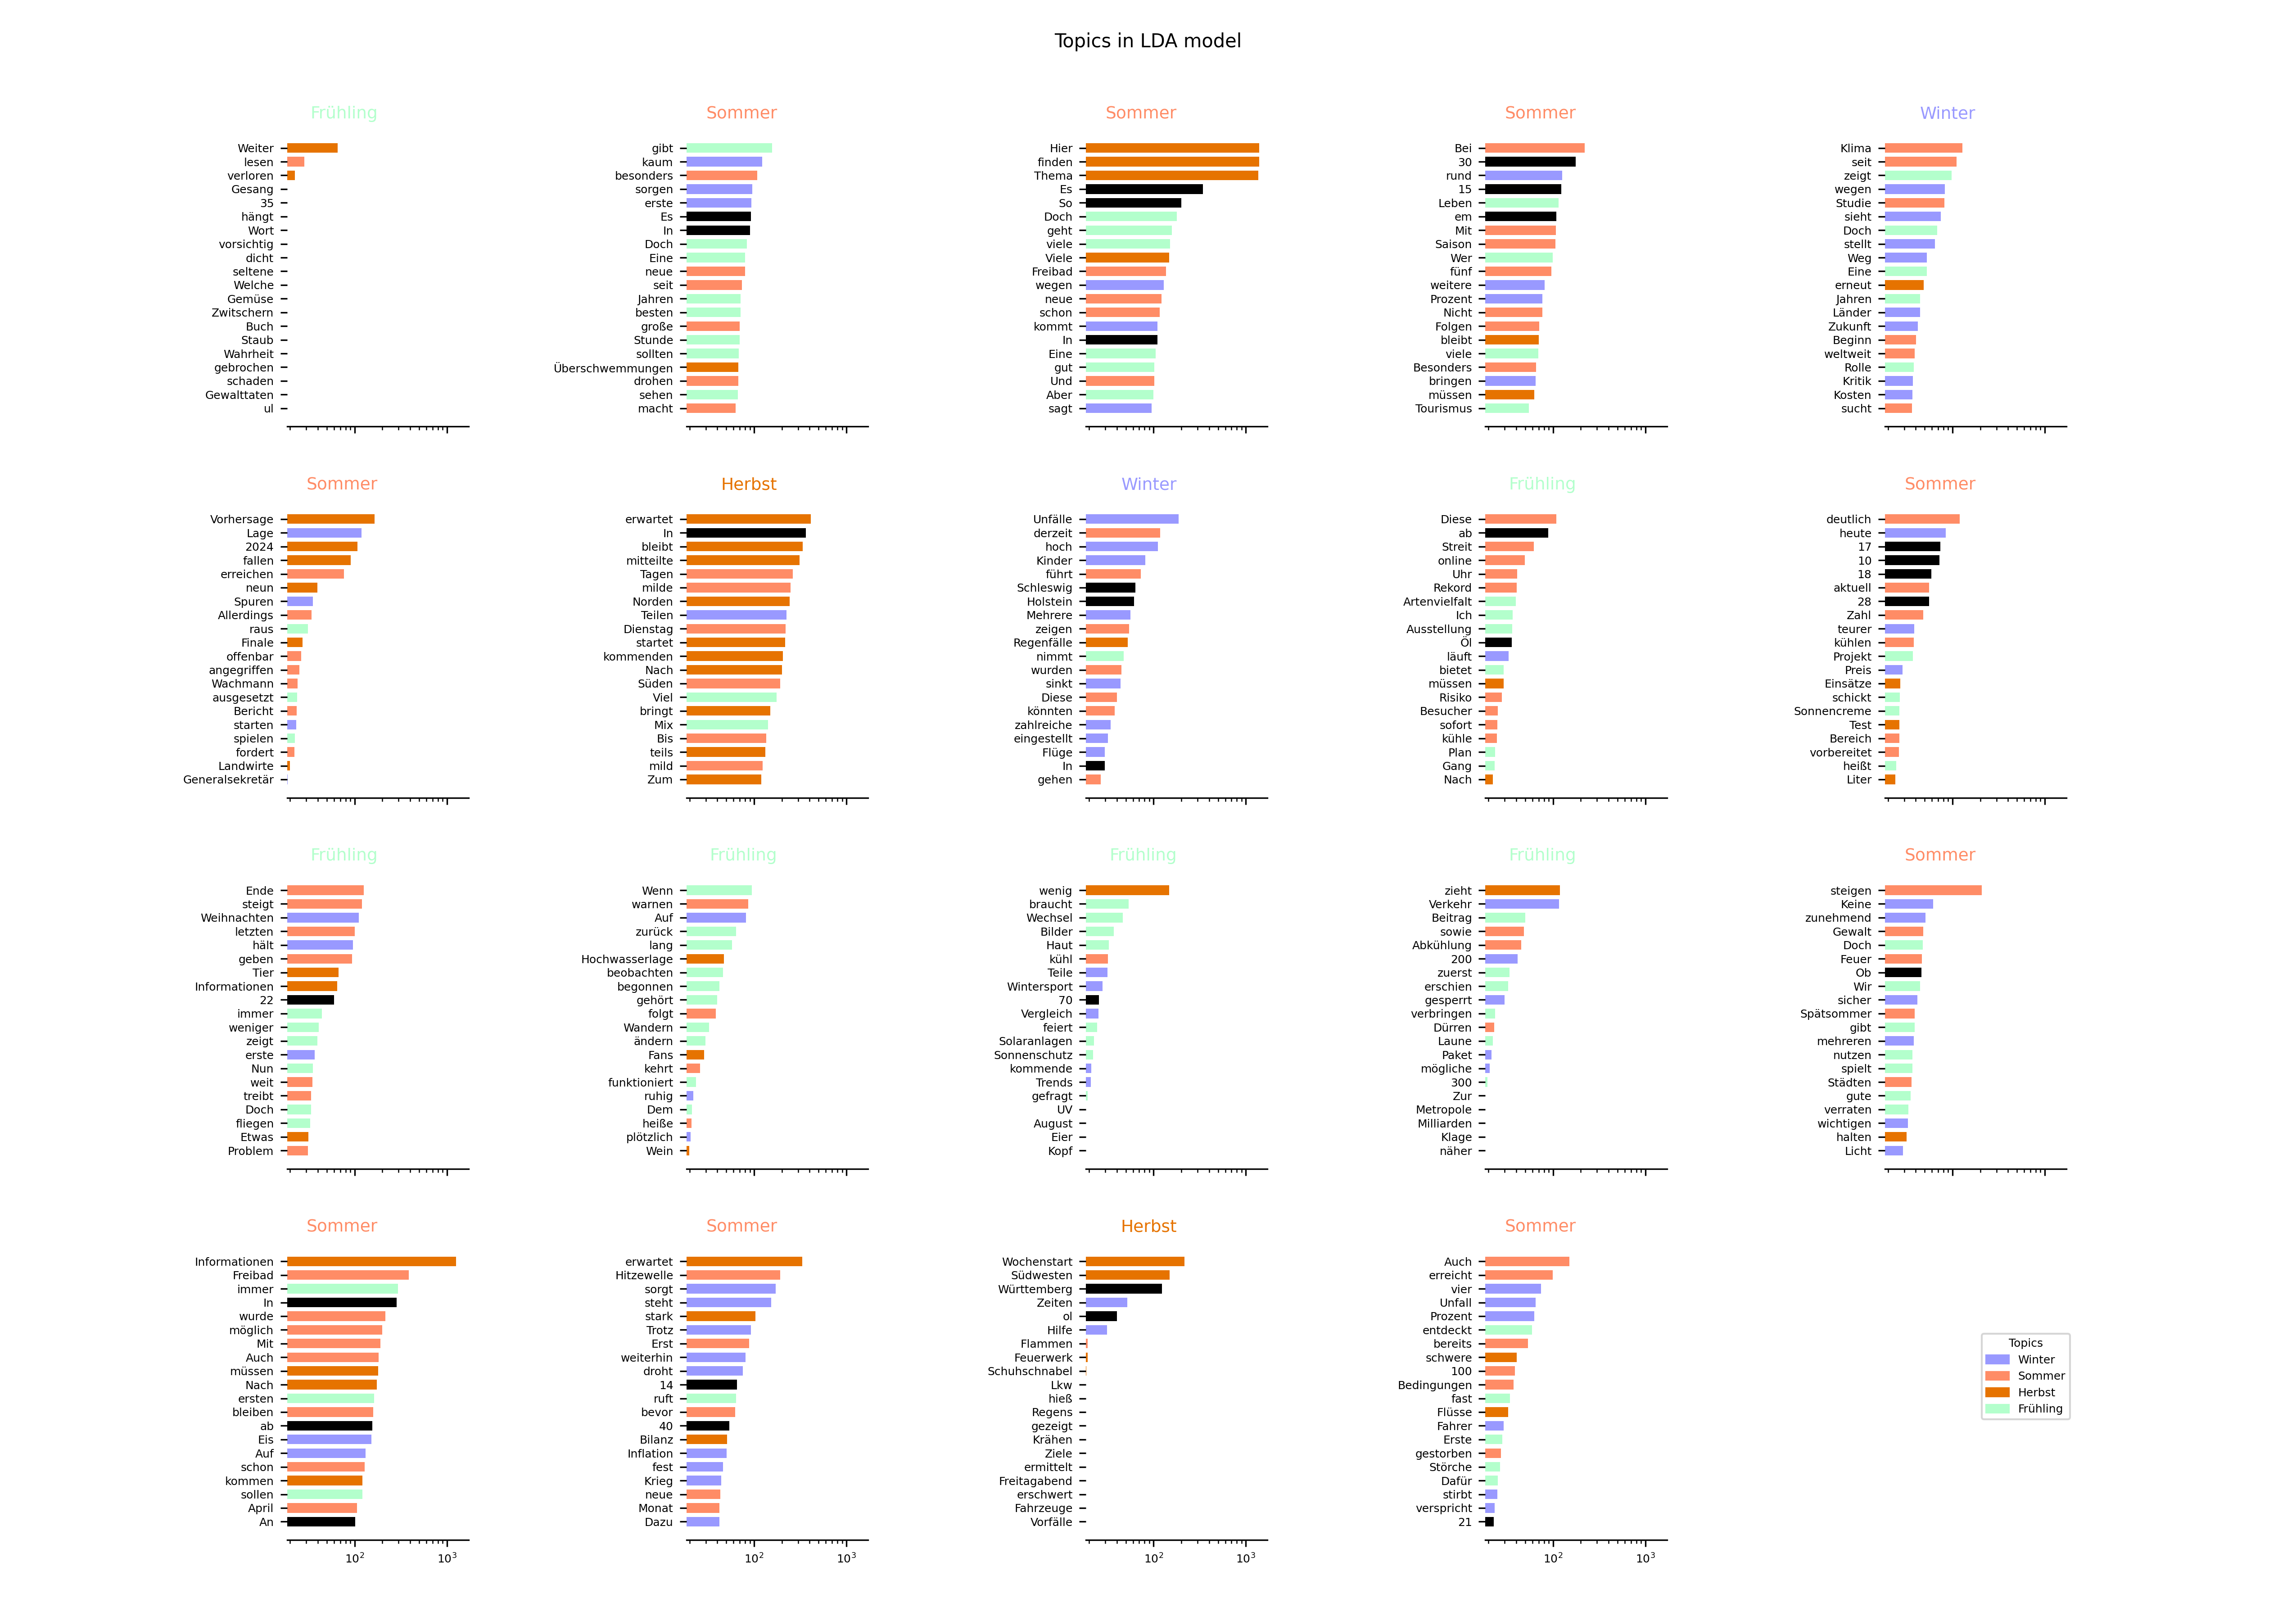 Topics in LDA model
Frühling
Weiter
lesen
verloren
Gesang
35
hängt
Wort
vorsichtig
dicht
seltene
Welche
Gemüse
Zwitschern
Buch
Staub
Wahrheit
gebrochen
schaden
Gewalttaten
ul
Sommer
gibt
kaum
besonders
sorgen
erste
Es
In
Doch
Eine
neue
seit
Jahren
besten
große
Stunde
sollten
Überschwemmungen
drohen
sehen
macht
Sommer
Hier
finden
Thema
Es
So
Doch
geht
viele
Viele
Freibad
wegen
neue
schon
kommt
In
Eine
gut
Und
Aber
sagt
Sommer
Bei
30
rund
15
Leben
em
Mit
Saison
Wer
fünf
weitere
Prozent
Nicht
Folgen
bleibt
viele
Besonders
bringen
müssen
Tourismus
Winter
Klima
seit
zeigt
wegen
Studie
sieht
Doch
stellt
Weg
Eine
erneut
Jahren
Länder
Zukunft
Beginn
weltweit
Rolle
Kritik
Kosten
sucht
Sommer
Vorhersage
Lage
2024
fallen
erreichen
neun
Spuren
Allerdings
raus
Finale
offenbar
angegriffen
Wachmann
ausgesetzt
Bericht
starten
spielen
fordert
Landwirte
Generalsekretär
Herbst
erwartet
In
bleibt
mitteilte
Tagen
milde
Norden
Teilen
Dienstag
startet
kommenden
Nach
Süden
Viel
bringt
Mix
Bis
teils
mild
Zum
Winter
Unfälle
derzeit
hoch
Kinder
führt
Schleswig
Holstein
Mehrere
zeigen
Regenfälle
nimmt
wurden
sinkt
Diese
könnten
zahlreiche
eingestellt
Flüge
In
gehen
Frühling
Diese
ab
Streit
online
Uhr
Rekord
Artenvielfalt
Ich
Ausstellung
Öl
läuft
bietet
müssen
Risiko
Besucher
sofort
kühle
Plan
Gang
Nach
Sommer
deutlich
heute
17
10
18
aktuell
28
Zahl
teurer
kühlen
Projekt
Preis
Einsätze
schickt
Sonnencreme
Test
Bereich
vorbereitet
heißt
Liter
Frühling
Ende
steigt
Weihnachten
letzten
hält
geben
Tier
Informationen
22
immer
weniger
zeigt
erste
Nun
weit
treibt
Doch
fliegen
Etwas
Problem
Frühling
Wenn
warnen
Auf
zurück
lang
Hochwasserlage
beobachten
begonnen
gehört
folgt
Wandern
ändern
Fans
kehrt
funktioniert
ruhig
Dem
heiße
plötzlich
Wein
Frühling
wenig
braucht
Wechsel
Bilder
Haut
kühl
Teile
Wintersport
70
Vergleich
feiert
Solaranlagen
Sonnenschutz
kommende
Trends
gefragt
UV
August
Eier
Kopf
Frühling
zieht
Verkehr
Beitrag
sowie
Abkühlung
200
zuerst
erschien
gesperrt
verbringen
Dürren
Laune
Paket
mögliche
300
Zur
Metropole
Milliarden
Klage
näher
Sommer
steigen
Keine
zunehmend
Gewalt
Doch
Feuer
Ob
Wir
sicher
Spätsommer
gibt
mehreren
nutzen
spielt
Städten
gute
verraten
wichtigen
halten
Licht
Sommer
Informationen
Freibad
immer
In
wurde
möglich
Mit
Auch
müssen
Nach
ersten
bleiben
ab
Eis
Auf
schon
kommen
sollen
April
An
10² 10³
Sommer
erwartet
Hitzewelle
sorgt
steht
stark
Trotz
Erst
weiterhin
droht
14
ruft
bevor
40
Bilanz
Inflation
fest
Krieg
neue
Monat
Dazu
10² 10³
Herbst
Wochenstart
Südwesten
Württemberg
Zeiten
ol
Hilfe
Flammen
Feuerwerk
Schuhschnabel
Lkw
hieß
Regens
gezeigt
Krähen
Ziele
ermittelt
Freitagabend
erschwert
Fahrzeuge
Vorfälle
10² 10³
Sommer
Auch
erreicht
vier
Unfall
Prozent
entdeckt
bereits
schwere
100
Bedingungen
fast
Flüsse
Fahrer
Erste
gestorben
Störche
Dafür
stirbt
verspricht
21
10² 10³
Topics
Winter
Sommer
Herbst
Frühling